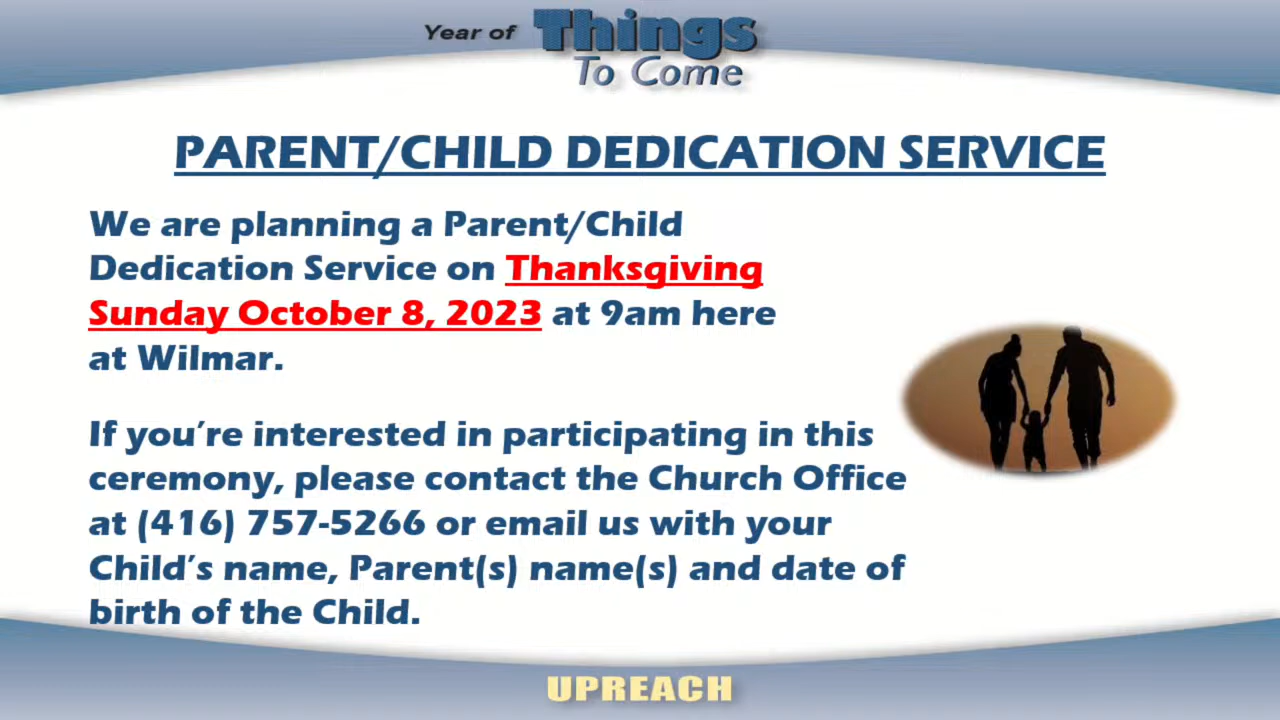 Year of Things
To Come
PARENT/CHILD DEDICATION SERVICE
We are planning a Parent/Child
Dedication Service on Thanksgiving
Sunday October 8, 2023 at 9am here
at Wilmar.
If you’re interested in participating in this
ceremony, please contact the Church Office
at (416) 757-5266 or email us with your
Child’s name, Parent(s) name(s) and date of
birth of the Child.
UPREACH